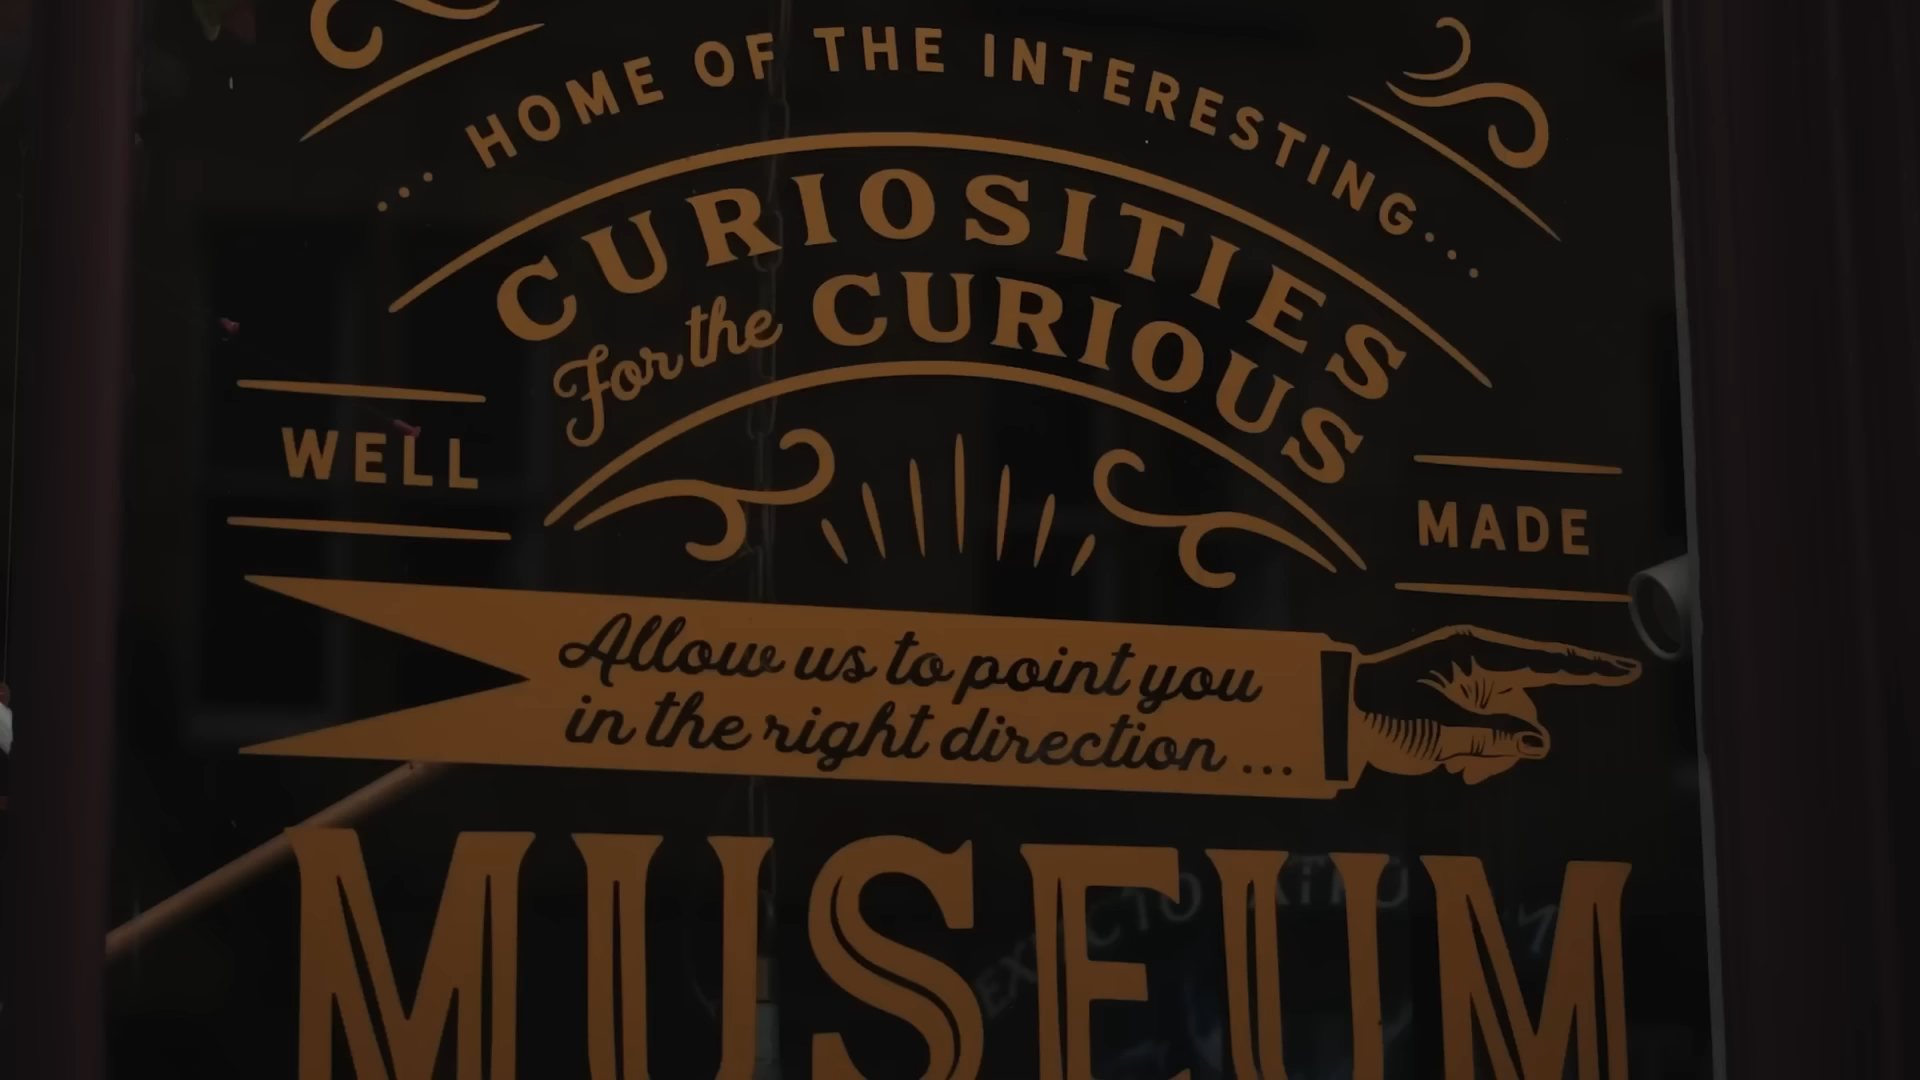 ... HOME OF THE INTERESTING...
CURIOSITIES
For the CURIOUS
WELL
MADE
Allow us to point you
in the right direction ...
MUSEUM